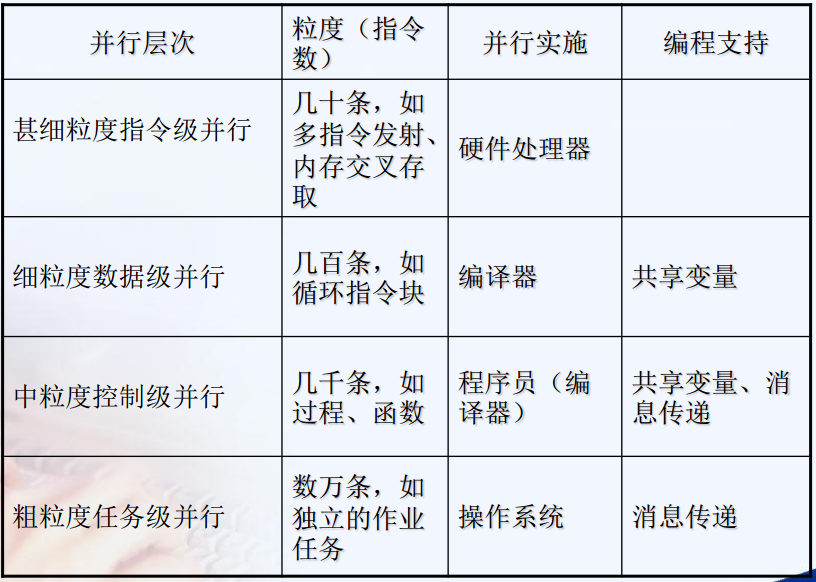 并行层次
粒度（指令
数）
并行实施
编程支持
甚细粒度指令级并行
几十条，如
多指令发射、
内存交叉存
取
硬件处理器
细粒度数据级并行
几百条，如
循环指令块
编译器
共享变量
中粒度控制级并行
几千条，如
过程、函数
程序员（编
译器）
共享变量、消
息传递
粗粒度任务级并行
数万条，如
独立的作业
任务
操作系统
消息传递